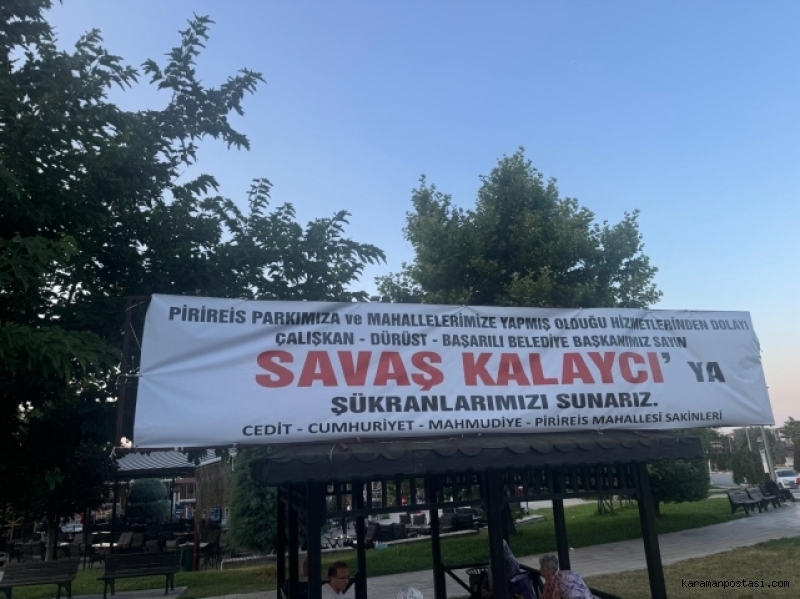 PİRİREİS PARKIMIZA ve MAHALLELERİMİZE YAPMIŞ OLDUĞU HİZMETLERİNDEN DOLAYI
ÇALIŞKAN - DÜRÜST - BAŞARILI BELEDİYE BAŞKANIMIZ SAYIN
SAVAŞ KALAYCI' YA
ŞÜKRANLARIMIZI SUNARIZ.
CEDİT - CUMHURİYET - MAHMUDİYE - PİRİREİS MAHALLESİ SAKİNLERİ
www.karamanpostasi.com